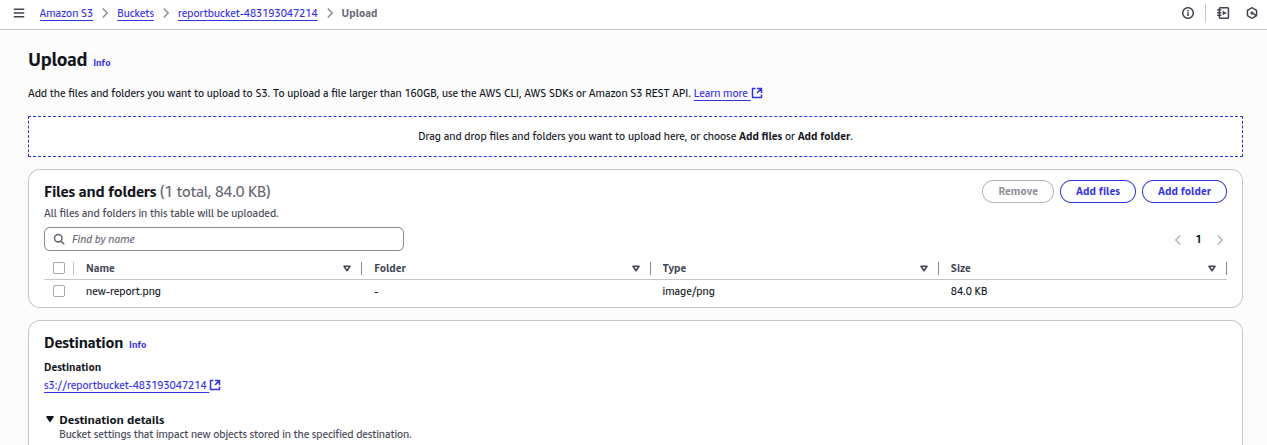 Amazon S3 > Buckets > reportbucket-483193047214 > Upload
Upload Info
Add the files and folders you want to upload to S3. To upload a file larger than 160GB, use the AWS CLI, AWS SDKs or Amazon S3 REST API. Learn more
Drag and drop files and folders you want to upload here, or choose Add files or Add folder.
Files and folders (1 total, 84.0 KB)
Remove Add files Add folder
All files and folders in this table will be uploaded.
Find by name
1
Name Folder Type Size
new-report.png - image/png 84.0 KB
Destination Info
Destination
s3://reportbucket-483193047214
Destination details
Bucket settings that impact new objects stored in the specified destination.